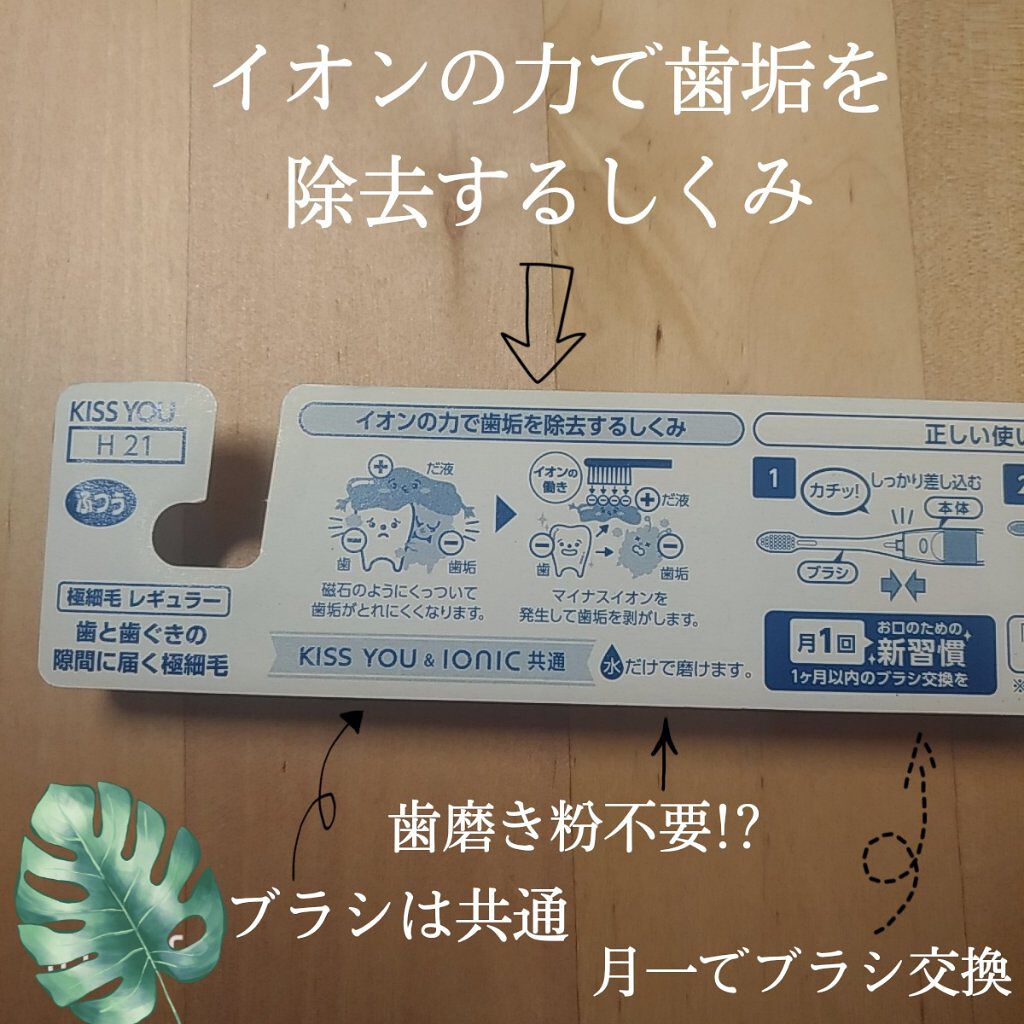 イオンの力で歯垢を
除去するしくみ
KISS YOU
H 21
ふつう
極細毛 レギュラー
歯と歯ぐきの
隙間に届く極細毛
イオンの力で歯垢を除去するしくみ
＋
だ液
−
歯
−
歯垢
磁石のようにくっついて
歯垢がとれにくくなります。
イオンの
働き
＋
だ液
−
歯
−
歯垢
マイナスイオンを
発生して歯垢を剥がします。
KISS YOU & IONIC 共通
水だけで磨けます。
正しい使い
1
カチッ!
しっかり差し込む
本体
ブラシ
2
月1回
お口のための
新習慣
1ヶ月以内のブラシ交換を
※
歯磨き粉不要!?
ブラシは共通
月一でブラシ交換